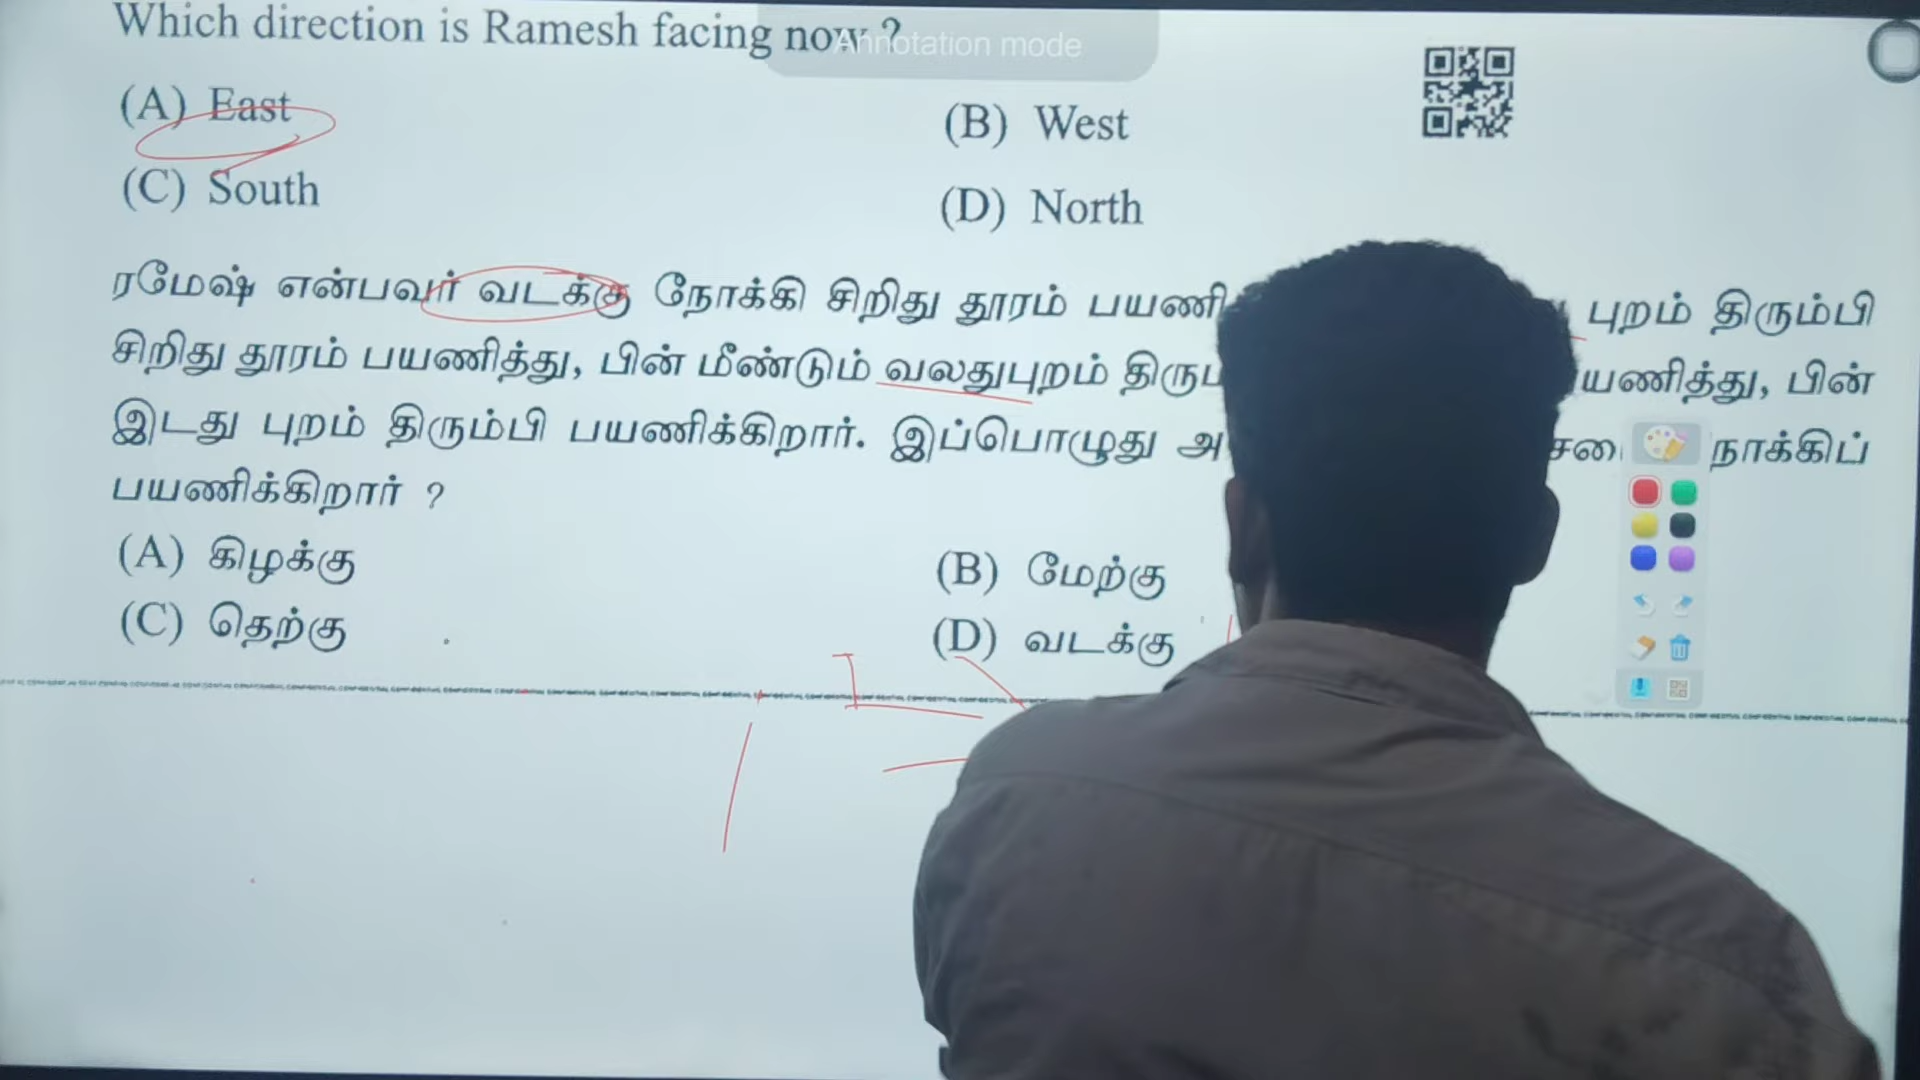 Which direction is Ramesh facing now ?
Annotation mode
(A) East
(B) West
(C) South
(D) North
ரமேஷ் என்பவர் வடக்கு நோக்கி சிறிது தூரம் பயணி புறம் திரும்பி
சிறிது தூரம் பயணித்து, பின் மீண்டும் வலதுபுறம் யணித்து, பின்
இடது புறம் திரும்பி பயணிக்கிறார். இப்பொழுது நோக்கிப்
பயணிக்கிறார் ?
(A) கிழக்கு
(B) மேற்கு
(C) தெற்கு
(D) வடக்கு